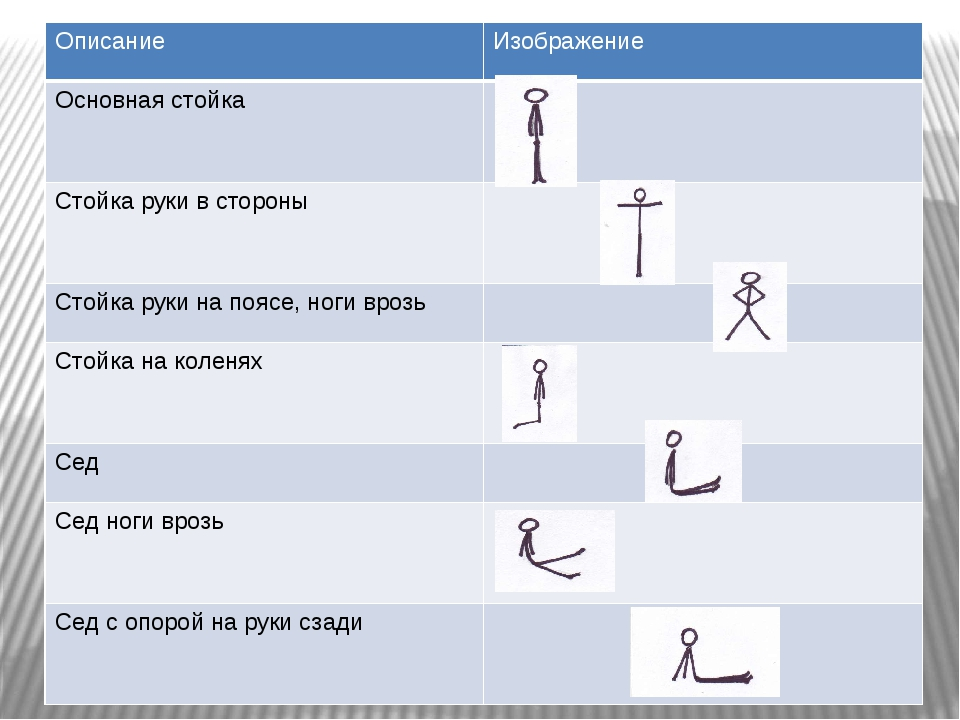 Описание Изображение
Основная стойка
Стойка руки в стороны
Стойка руки на поясе, ноги врозь
Стойка на коленях
Сед
Сед ноги врозь
Сед с опорой на руки сзади